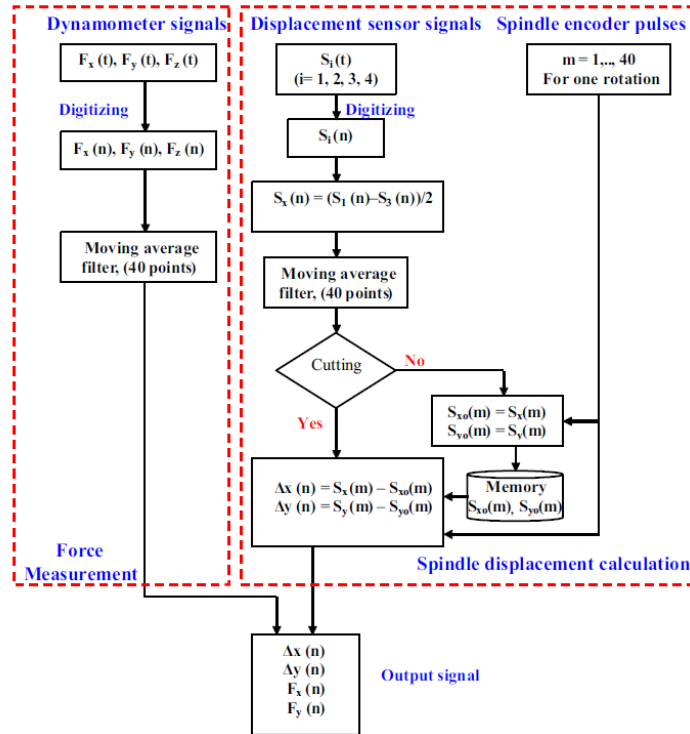 Dynamometer signals
Displacement sensor signals
Spindle encoder pulses
Fx (t), Fy (t), Fz (t)
Digitizing
Fx (n), Fy (n), Fz (n)
Moving average
filter, (40 points)
Force
Measurement
Si(t)
(i= 1, 2, 3, 4)
Digitizing
Si(n)
Sx (n) = (S1 (n)–S3 (n))/2
Moving average
filter, (40 points)
Cutting
No
Yes
m = 1,.., 40
For one rotation
Sxo(m) = Sx(m)
Syo(m) = Sy(m)
Memory
Sxo(m), Syo(m)
Δx (n) = Sx(m) – Sxo(m)
Δy (n) = Sy(m) – Syo(m)
Spindle displacement calculation
Δx (n)
Δy (n)
Fx (n)
Fy (n)
Output signal